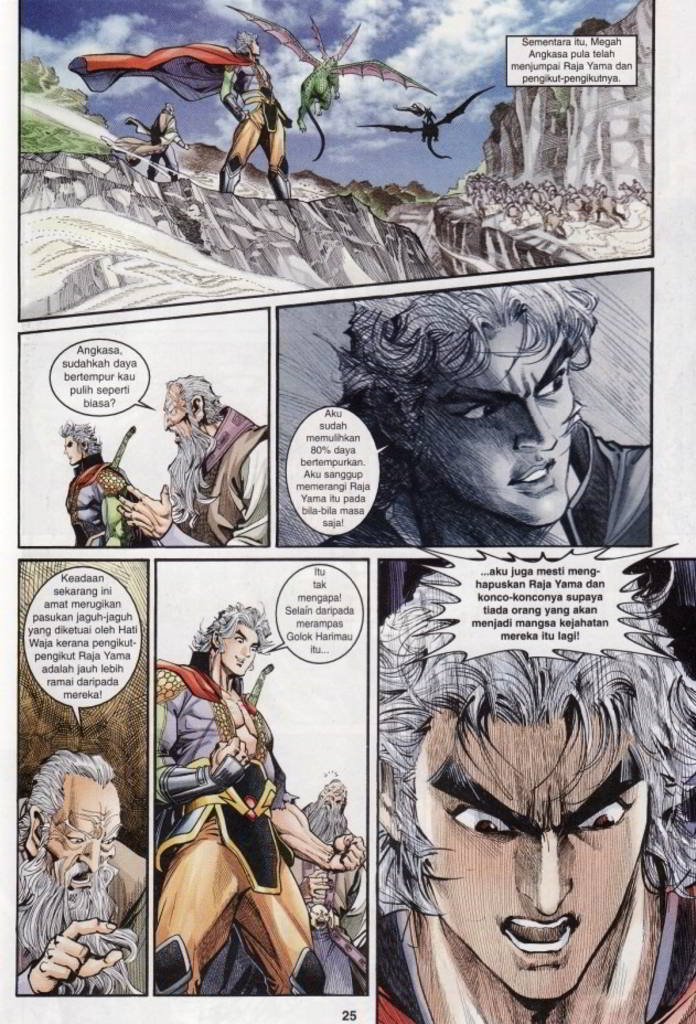 Sementara itu, Megah
Angkasa pula telah
menjumpai Raja Yama dan
pengikut-pengikutnya.
Angkasa,
sudahkah daya
bertempur kau
pulih seperti
biasa?
Aku
sudah
memulihkan
80% daya
bertempurkan.
Aku sanggup
memerangi Raja
Yama itu pada
bila-bila masa
saja!
Keadaan
sekarang ini
amat merugikan
pasukan jaguh-jaguh
yang diketuai oleh Hati
Waja kerana pengikut-
pengikut Raja Yama
adalah jauh lebih
ramai daripada
mereka!
Itu
tak
mengapa!
Selain daripada
merampas
Golok Harimau
itu...
...aku juga mesti meng-
hapuskan Raja Yama dan
konco-konconya supaya
tiada orang yang akan
menjadi mangsa kejahatan
mereka itu lagi!
25